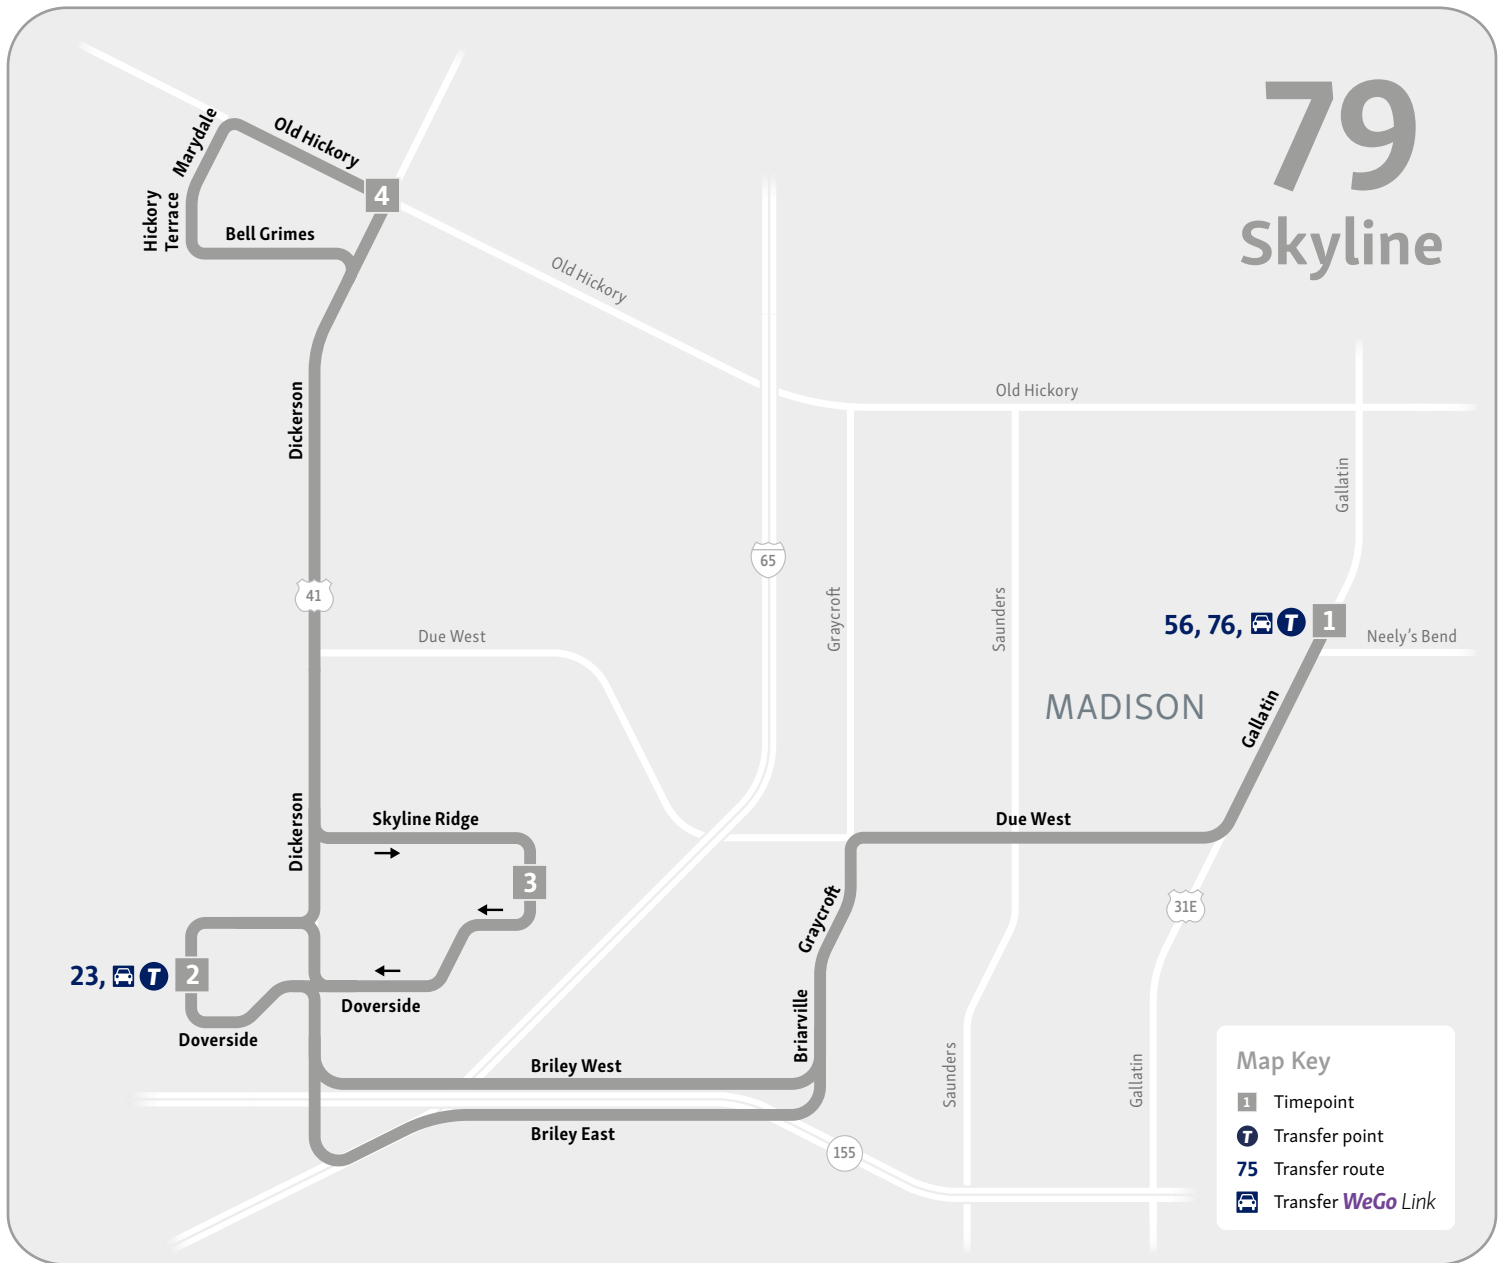 79
Skyline
Marydale
Old Hickory
4
Hickory
Terrace
Bell Grimes
Old Hickory
Dickerson
Old Hickory
Gallatin
65
41
Graycroft
Saunders
56, 76, T 1
Due West
Neely's Bend
MADISON
Gallatin
Dickerson
Skyline Ridge
Due West
3
Graycroft
31E
23, T 2
Doverside
Doverside
Briarville
Briley West
Saunders
Gallatin
Briley East
155
Map Key
1 Timepoint
T Transfer point
75 Transfer route
Transfer WeGo Link